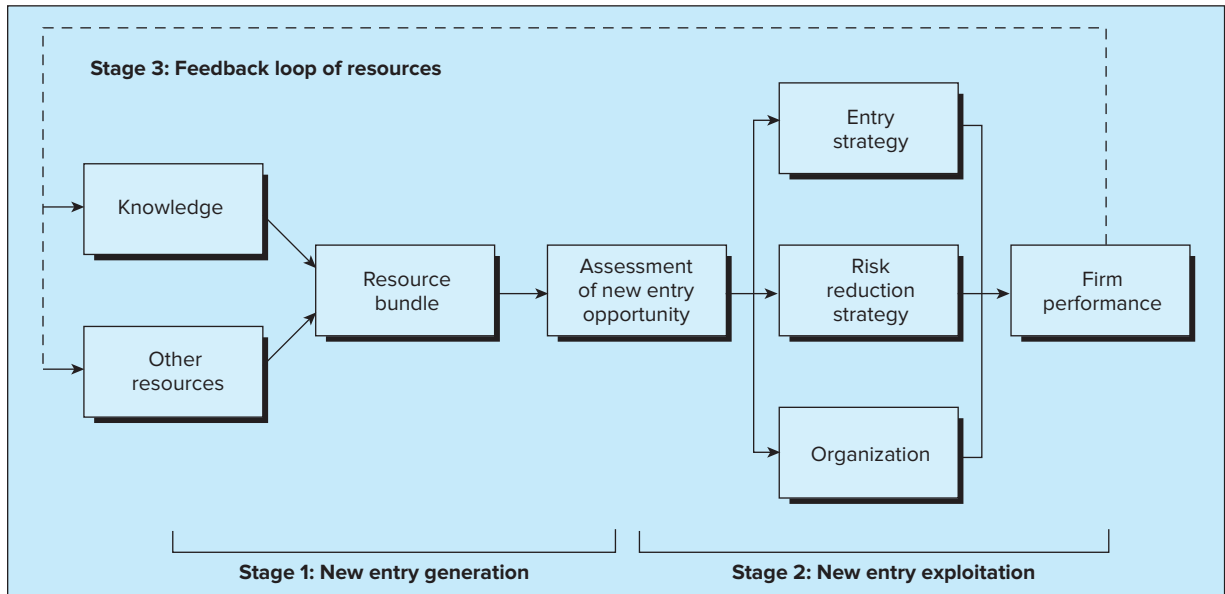 Stage 3: Feedback loop of resources
Knowledge
Other
resources
Resource
bundle
Assessment
of new entry
opportunity
Entry
strategy
Risk
reduction
strategy
Organization
Firm
performance
Stage 1: New entry generation
Stage 2: New entry exploitation